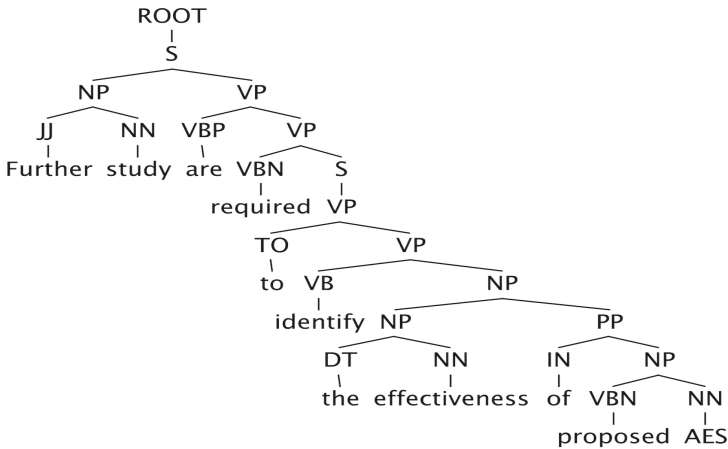 ROOT
S
NP VP
JJ NN VBP VP
Further study are VBN S
required VP
TO VP
to VB NP
identify NP PP
DT NN IN NP
the effectiveness of VBN NN
proposed AES